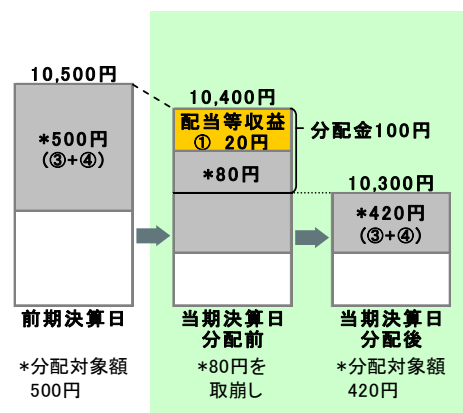 10,500円
*500円
(③+④)
前期決算日
*分配対象額
500円
10,400円
配当等収益
① 20円
*80円
分配金100円
当期決算日
分配前
*80円を
取崩し
10,300円
*420円
(③+④)
当期決算日
分配後
*分配対象額
420円